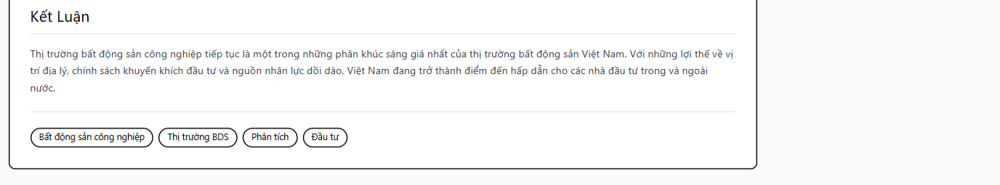 Kết Luận
Thị trường bất động sản công nghiệp tiếp tục là một trong những phân khúc sáng giá nhất của thị trường bất động sản Việt Nam. Với những lợi thế về vị
trí địa lý, chính sách khuyến khích đầu tư và nguồn nhân lực dồi dào, Việt Nam đang trở thành điểm đến hấp dẫn cho các nhà đầu tư trong và ngoài
nước.
Bất động sản công nghiệp Thị trường BDS Phân tích Đầu tư